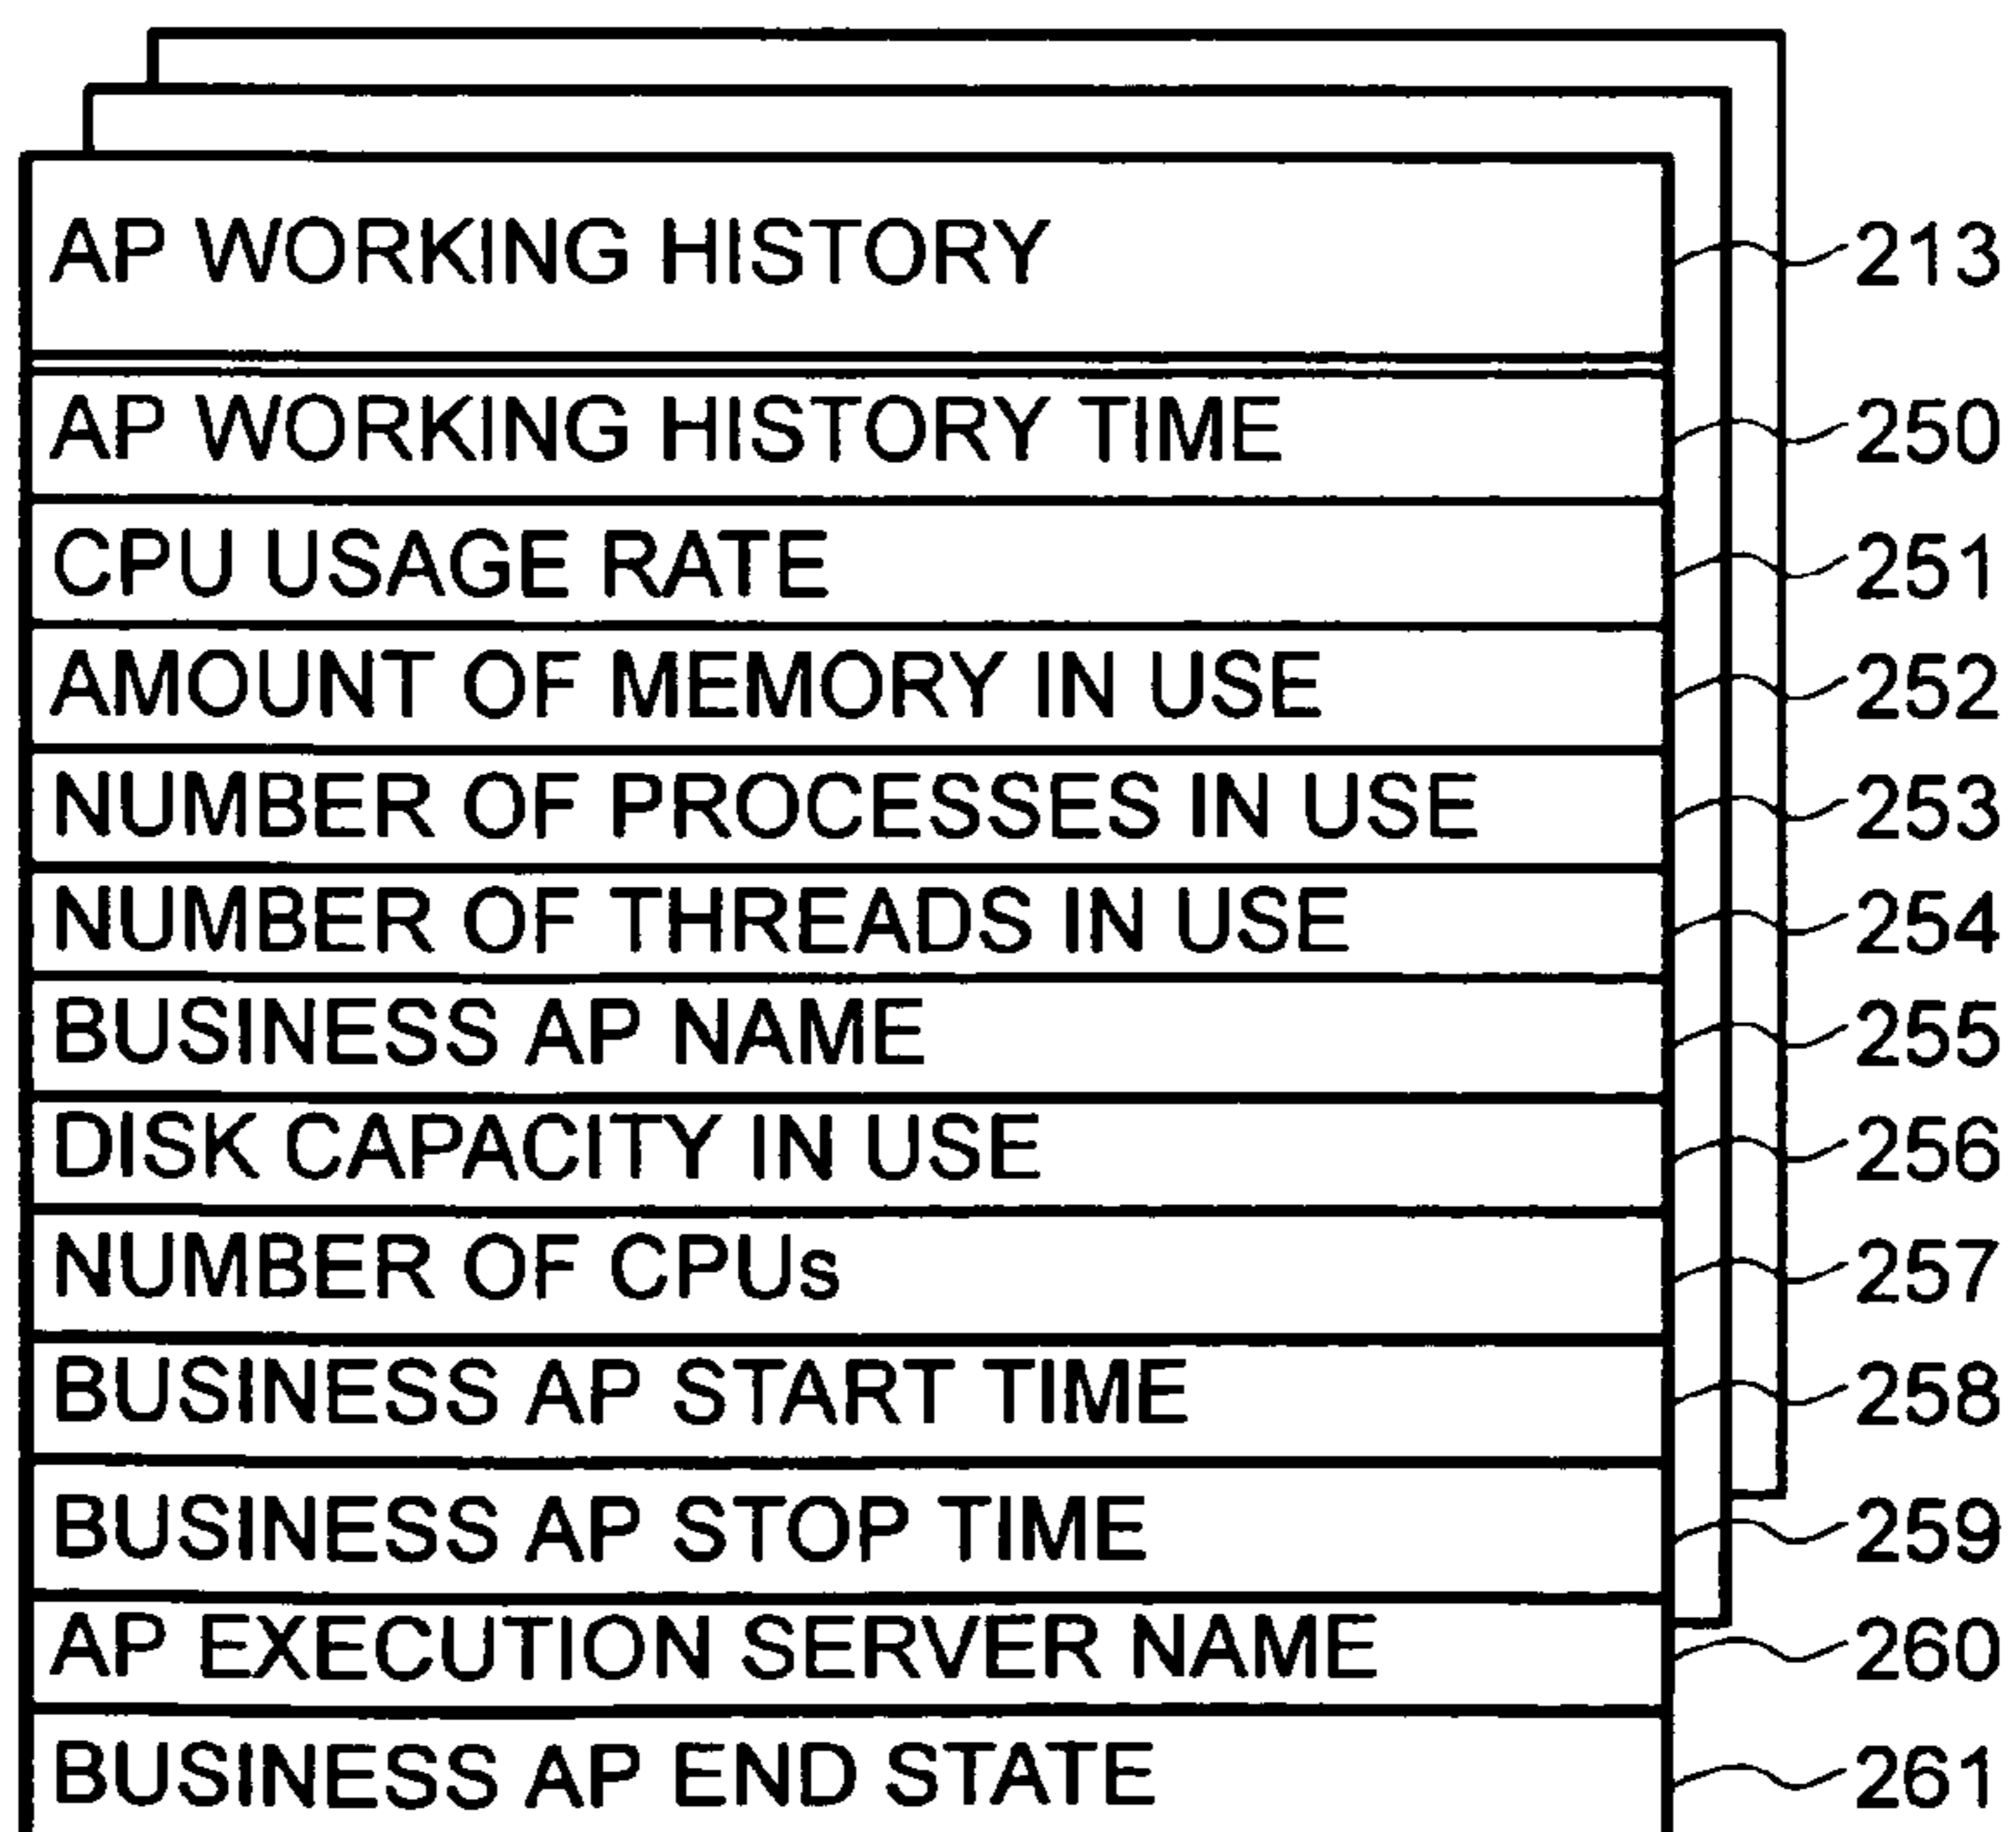 AP WORKING HISTORY 213
AP WORKING HISTORY TIME 250
CPU USAGE RATE 251
AMOUNT OF MEMORY IN USE 252
NUMBER OF PROCESSES IN USE 253
NUMBER OF THREADS IN USE 254
BUSINESS AP NAME 255
DISK CAPACITY IN USE 256
NUMBER OF CPUs 257
BUSINESS AP START TIME 258
BUSINESS AP STOP TIME 259
AP EXECUTION SERVER NAME 260
BUSINESS AP END STATE 261